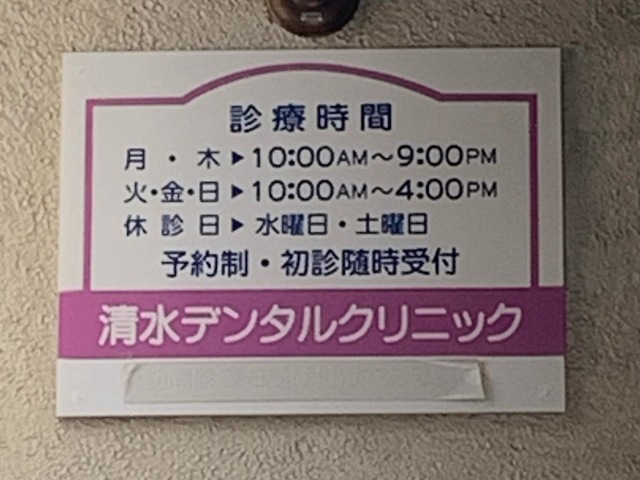 診療時間
月・木▶10:00AM〜9:00PM
火・金・日▶10:00AM〜4:00PM
休診日▶水曜日・土曜日
予約制・初診随時受付
清水デンタルクリニック